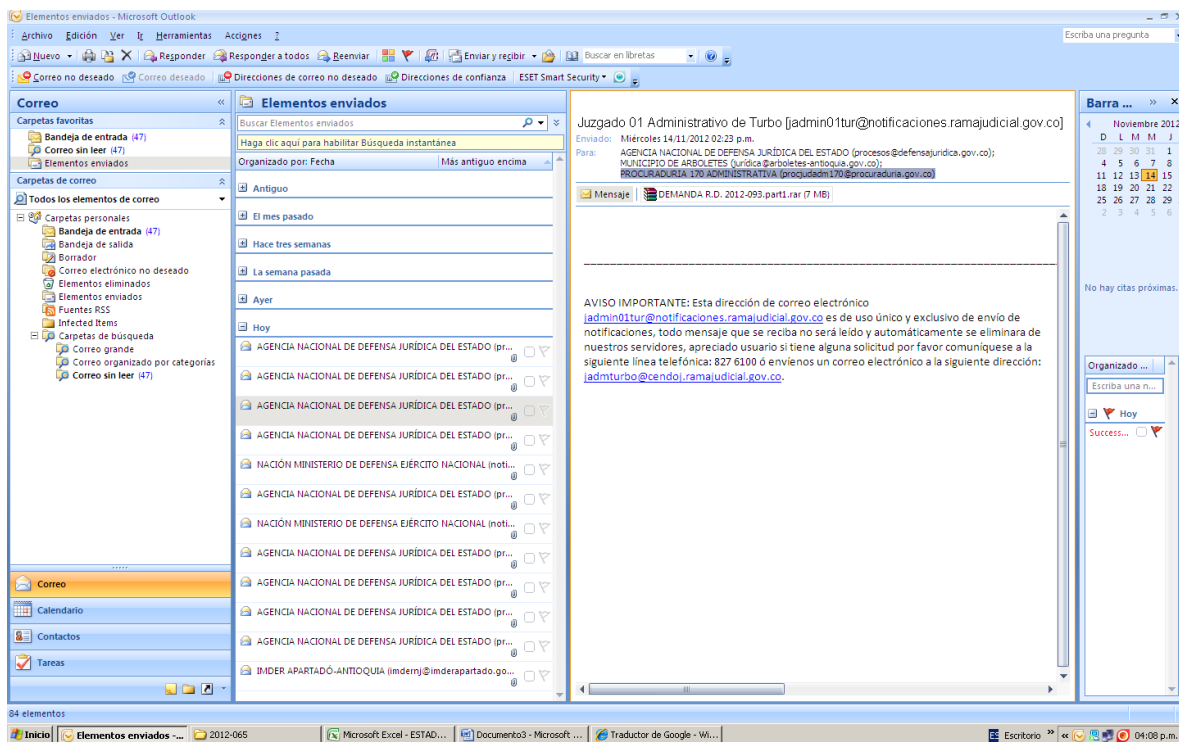 Elementos enviados - Microsoft Outlook
Archivo Edición Ver Ir Herramientas Acciones ?
Escriba una pregunta
Nuevo Responder Responder a todos Reenviar Enviar y recibir Buscar en libretas
Correo no deseado Correo deseado Direcciones de correo no deseado Direcciones de confianza ESET Smart Security
Correo
Carpetas favoritas
Bandeja de entrada (47)
Correo sin leer (47)
Elementos enviados
Carpetas de correo
Todos los elementos de correo
Carpetas personales
Bandeja de entrada (47)
Bandeja de salida
Borrador
Correo electrónico no deseado
Elementos eliminados
Elementos enviados
Fuentes RSS
Infected Items
Carpetas de búsqueda
Correo grande
Correo organizado por categorías
Correo sin leer (47)
Correo
Calendario
Contactos
Tareas
Elementos enviados
Buscar Elementos enviados
Haga clic aquí para habilitar Búsqueda instantánea
Organizado por: Fecha Más antiguo encima
Antiguo
El mes pasado
Hace tres semanas
La semana pasada
Ayer
Hoy
AGENCIA NACIONAL DE DEFENSA JURÍDICA DEL ESTADO (pr...
AGENCIA NACIONAL DE DEFENSA JURÍDICA DEL ESTADO (pr...
AGENCIA NACIONAL DE DEFENSA JURÍDICA DEL ESTADO (pr...
AGENCIA NACIONAL DE DEFENSA JURÍDICA DEL ESTADO (pr...
NACIÓN MINISTERIO DE DEFENSA EJÉRCITO NACIONAL (noti...
AGENCIA NACIONAL DE DEFENSA JURÍDICA DEL ESTADO (pr...
NACIÓN MINISTERIO DE DEFENSA EJÉRCITO NACIONAL (noti...
AGENCIA NACIONAL DE DEFENSA JURÍDICA DEL ESTADO (pr...
AGENCIA NACIONAL DE DEFENSA JURÍDICA DEL ESTADO (pr...
AGENCIA NACIONAL DE DEFENSA JURÍDICA DEL ESTADO (pr...
AGENCIA NACIONAL DE DEFENSA JURÍDICA DEL ESTADO (pr...
IMDER APARTADÓ-ANTIOQUIA (imdernj@imderapartado.go...
Juzgado 01 Administrativo de Turbo [jadmin01tur@notificaciones.ramajudicial.gov.co]
Enviado: Miércoles 14/11/2012 02:23 p.m.
Para: AGENCIA NACIONAL DE DEFENSA JURÍDICA DEL ESTADO (procesos@defensajuridica.gov.co);
MUNICIPIO DE ARBOLETES (jurídica@arboletes-antioquia.gov.co);
PROCURADURIA 170 ADMINISTRATIVA (procjudadm170@procuraduria.gov.co)
Mensaje DEMANDA R.D. 2012-093.part1.rar (7 MB)
AVISO IMPORTANTE: Esta dirección de correo electrónico
jadmin01tur@notificaciones.ramajudicial.gov.co es de uso único y exclusivo de envío de
notificaciones, todo mensaje que se reciba no será leído y automáticamente se eliminara de
nuestros servidores, apreciado usuario si tiene alguna solicitud por favor comuníquese a la
siguiente línea telefónica: 827 6100 ó envíenos un correo electrónico a la siguiente dirección:
jadmturbo@cendoj.ramajudicial.gov.co.
Barra ...
Noviembre 2012
D L M M J
28 29 30 31 1
4 5 6 7 8
11 12 13 14 15
18 19 20 21 22
25 26 27 28 29
2 3 4 5 6
No hay citas próximas.
Organizado ...
Escriba una n...
Hoy
Success...
84 elementos
Inicio Elementos enviados -... 2012-065 Microsoft Excel - ESTAD... Documento3 - Microsoft ... Traductor de Google - Wi... ES Escritorio 04:08 p.m.